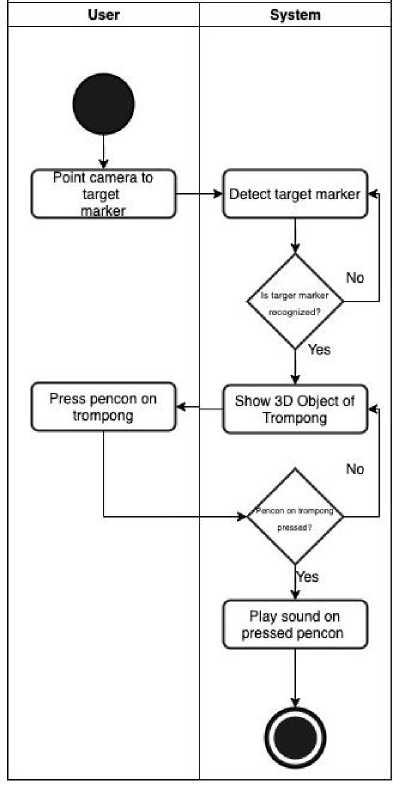 User
System
Point camera to
target
marker
Detect target marker
Is targer marker
recognized?
No
Yes
Press pencon on
trompong
Show 3D Object of
Trompong
No
Pencon on trompong
pressed?
Yes
Play sound on
pressed pencon